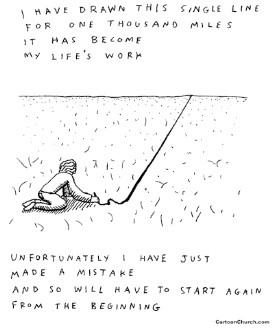 I HAVE DRAWN THIS SINGLE LINE
FOR ONE THOUSAND MILES
IT HAS BECOME
MY LIFE'S WORK
UNFORTUNATELY I HAVE JUST
MADE A MISTAKE
AND SO WILL HAVE TO START AGAIN
FROM THE BEGINNING
CartoonChurch.com